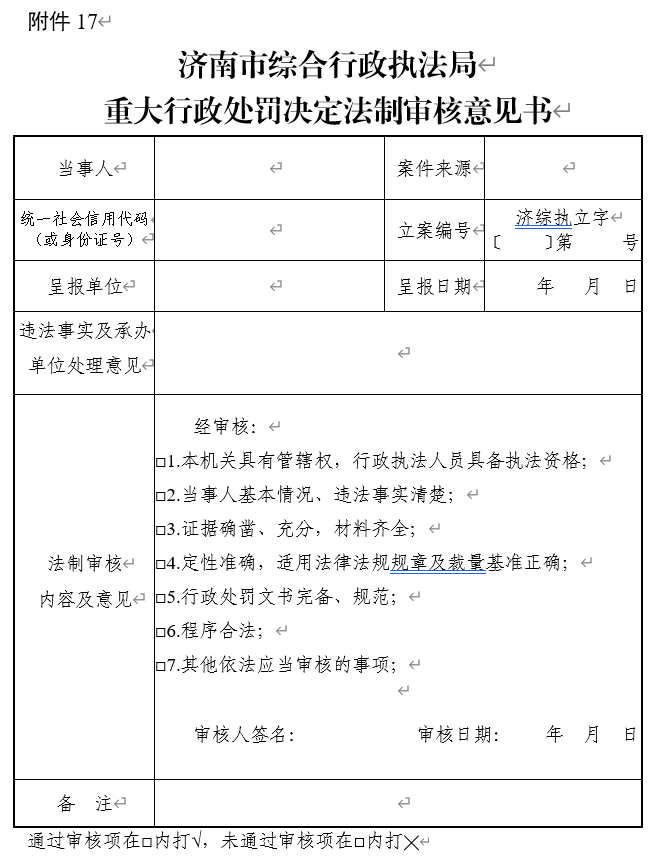 附件 17
济南市综合行政执法局
重大行政处罚决定法制审核意见书
当事人 案件来源
统一社会信用代码
（或身份证号）
立案编号
济综执立字
〔 〕第 号
呈报单位 呈报日期 年 月 日
违法事实及承办
单位处理意见
法制审核
内容及意见
经审核：
□1.本机关具有管辖权，行政执法人员具备执法资格；
□2.当事人基本情况、违法事实清楚；
□3.证据确凿、充分，材料齐全；
□4.定性准确，适用法律法规规章及裁量基准正确；
□5.行政处罚文书完备、规范；
□6.程序合法；
□7.其他依法应当审核的事项；
审核人签名： 审核日期： 年 月 日
备 注
通过审核项在□内打√，未通过审核项在□内打╳